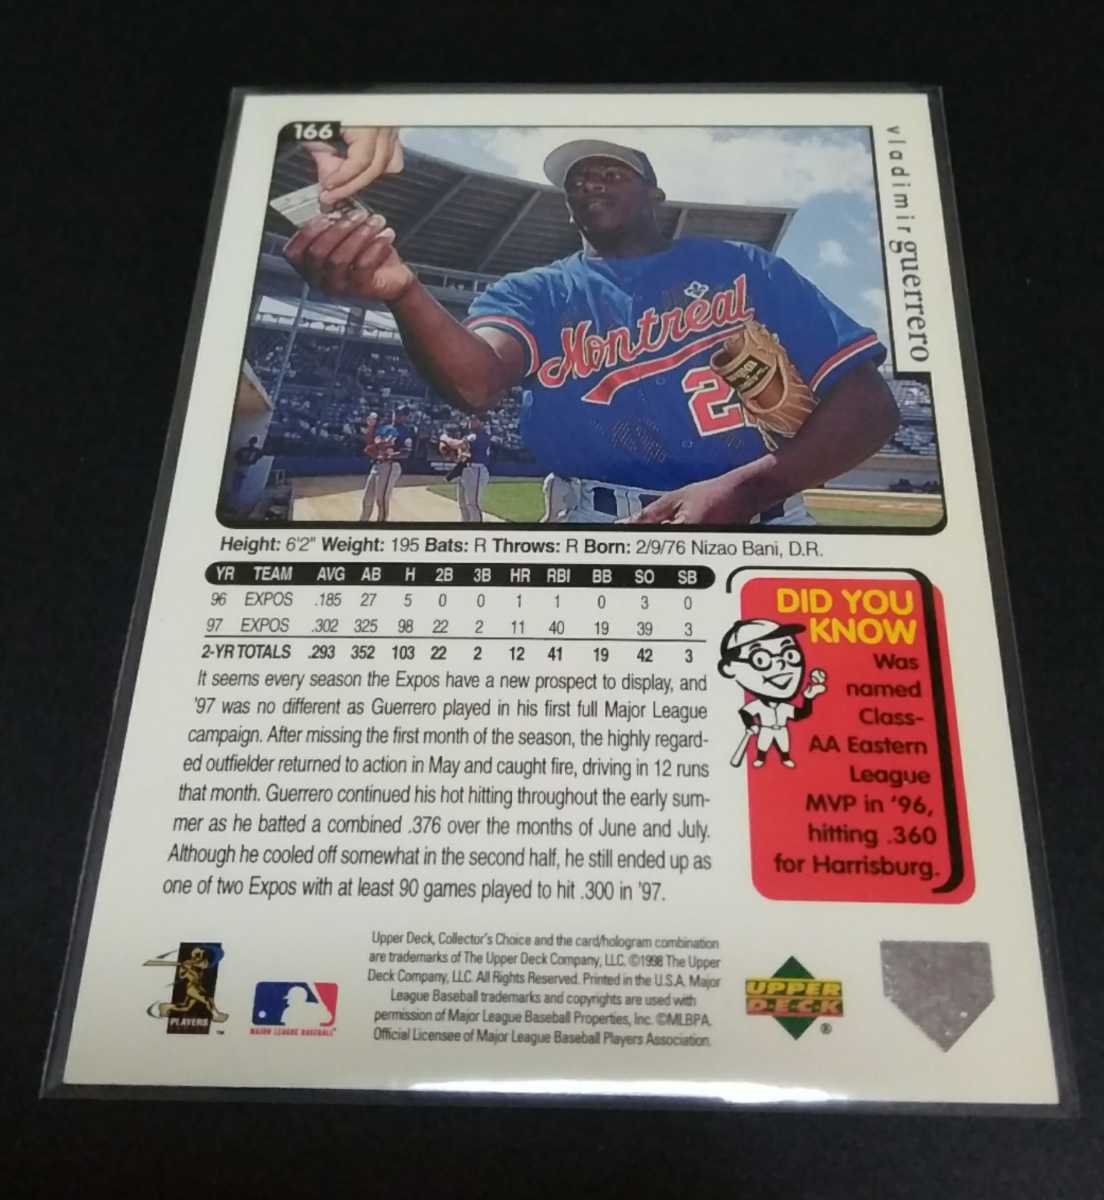 166
vladimir guerrero
Montréal
2
Height: 6'2" Weight: 195 Bats: R Throws: R Born: 2/9/76 Nizao Bani, D.R.
YR TEAM AVG AB H 2B 3B HR RBI BB SO SB
96 EXPOS .185 27 5 0 0 1 1 0 3 0
97 EXPOS .302 325 98 22 2 11 40 19 39 3
2-YR TOTALS .293 352 103 22 2 12 41 19 42 3
It seems every season the Expos have a new prospect to display, and
'97 was no different as Guerrero played in his first full Major League
campaign. After missing the first month of the season, the highly regard-
ed outfielder returned to action in May and caught fire, driving in 12 runs
that month. Guerrero continued his hot hitting throughout the early sum-
mer as he batted a combined .376 over the months of June and July.
Although he cooled off somewhat in the second half, he still ended up as
one of two Expos with at least 90 games played to hit .300 in '97.
DID YOU
KNOW
Was
named
Class-
AA Eastern
League
MVP in '96,
hitting .360
for Harrisburg.
Upper Deck, Collector's Choice and the card/hologram combination
are trademarks of The Upper Deck Company, LLC. ©1998 The Upper
Deck Company, LLC. All Rights Reserved. Printed in the U.S.A. Major
League Baseball trademarks and copyrights are used with
permission of Major League Baseball Properties, Inc. ©MLBPA
Official Licensee of Major League Baseball Players Association.
PLAYERS
TM
MAJOR LEAGUE BASEBALL
UPPER
D·E·C·K
®